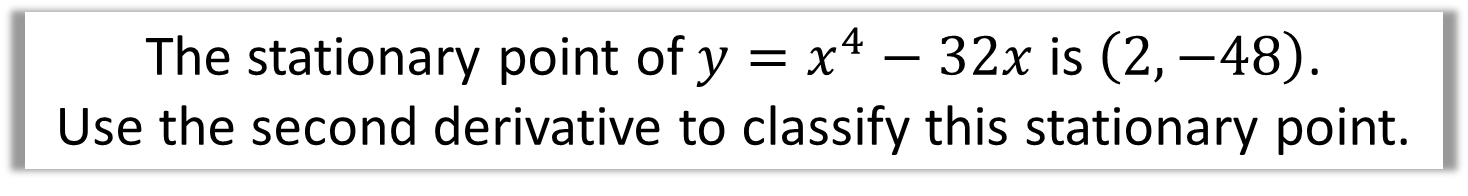 The stationary point of y = x⁴ − 32x is (2, −48).
Use the second derivative to classify this stationary point.